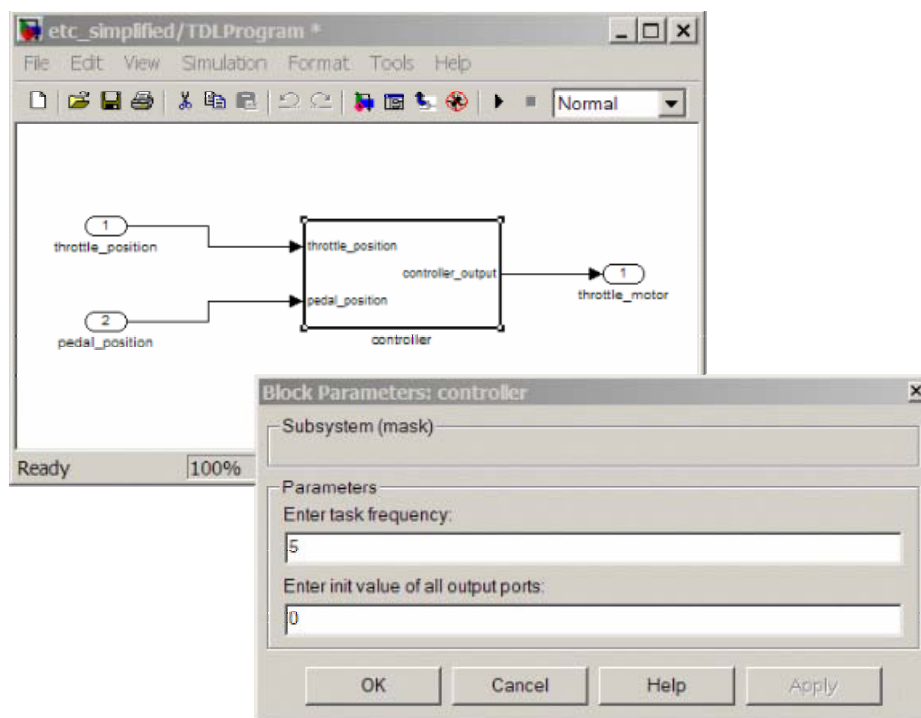 etc_simplified/TDLProgram *
File Edit View Simulation Format Tools Help
Normal
1
throttle_position
2
pedal_position
throttle_position
pedal_position
controller_output
controller
1
throttle_motor
Ready 100%
Block Parameters: controller
Subsystem (mask)
Parameters
Enter task frequency:
5
Enter init value of all output ports:
0
OK Cancel Help Apply